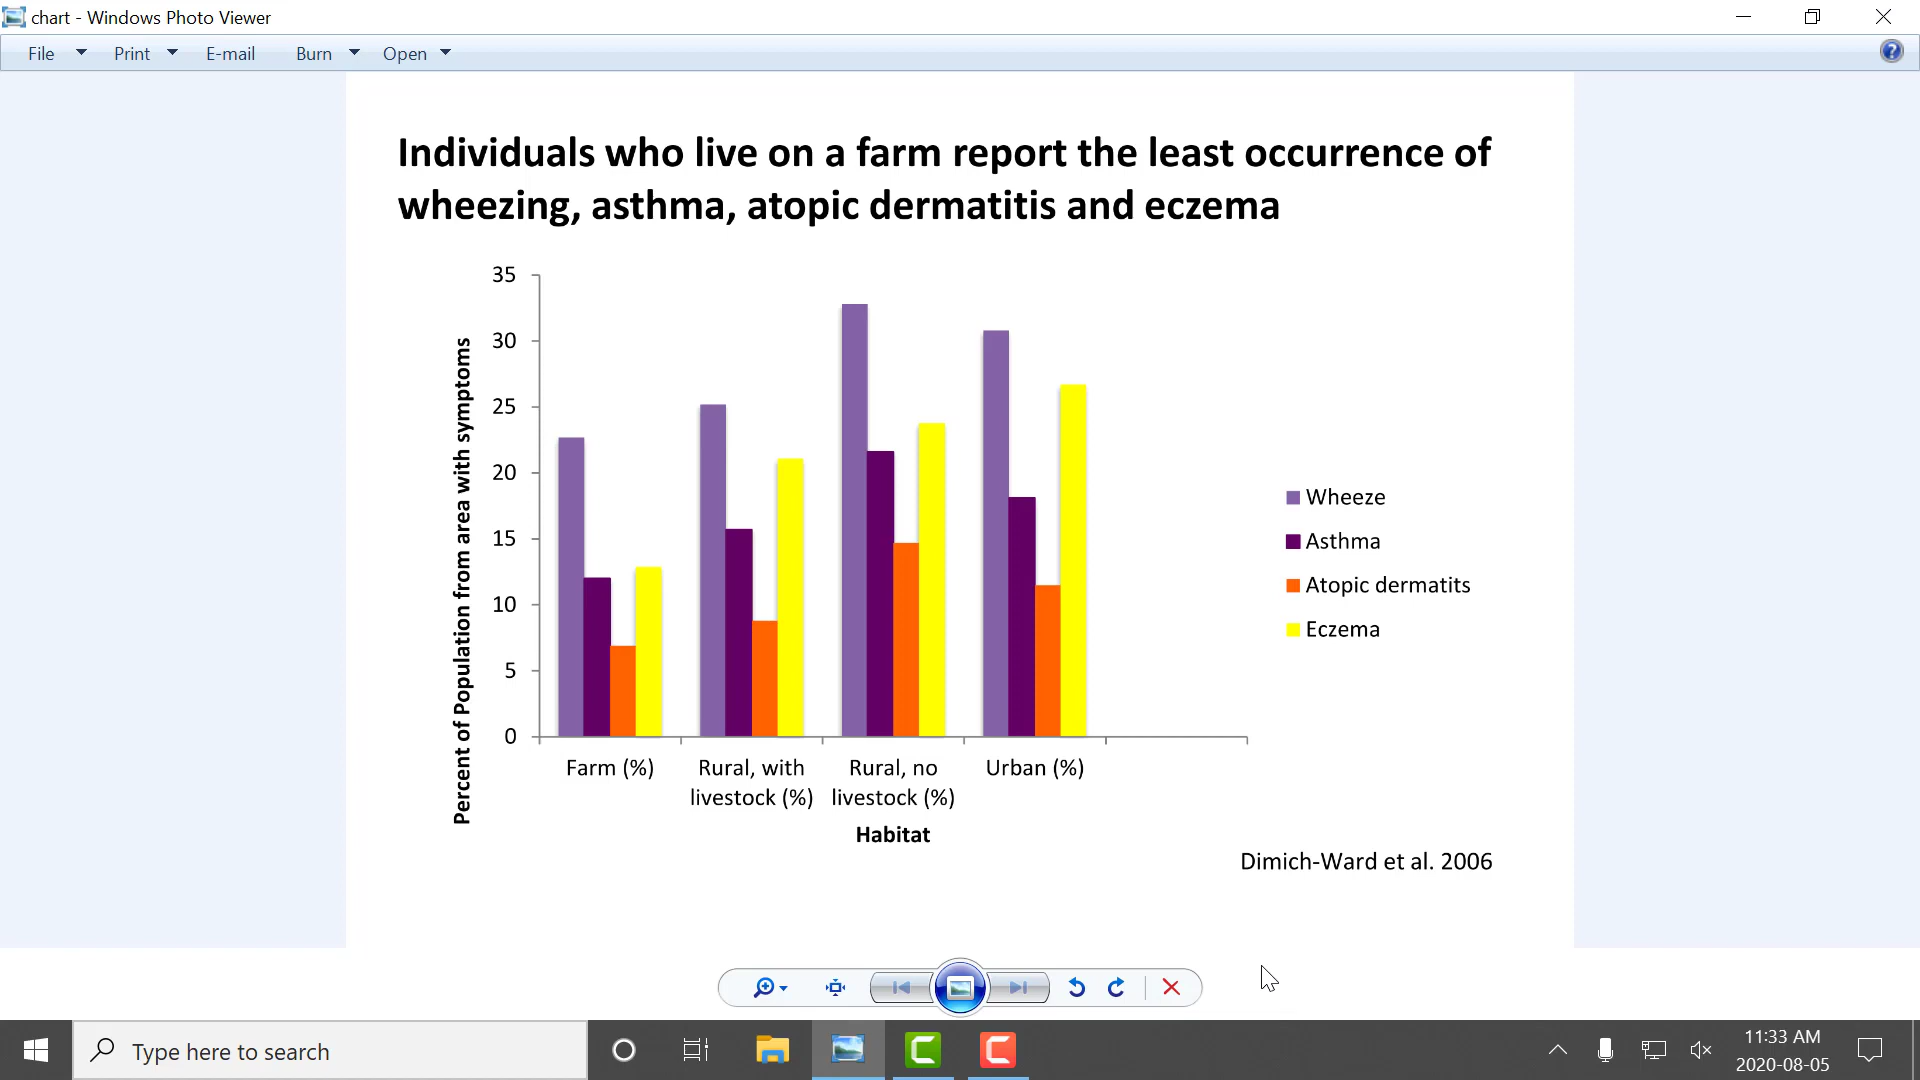 chart - Windows Photo Viewer
File Print E-mail Burn Open
?
Individuals who live on a farm report the least occurrence of
wheezing, asthma, atopic dermatitis and eczema
Percent of Population from area with symptoms
35
30
25
20
15
10
5
0
Farm (%)
Rural, with
livestock (%)
Rural, no
livestock (%)
Urban (%)
Habitat
Wheeze
Asthma
Atopic dermatits
Eczema
Dimich-Ward et al. 2006
Type here to search
C
C
11:33 AM
2020-08-05